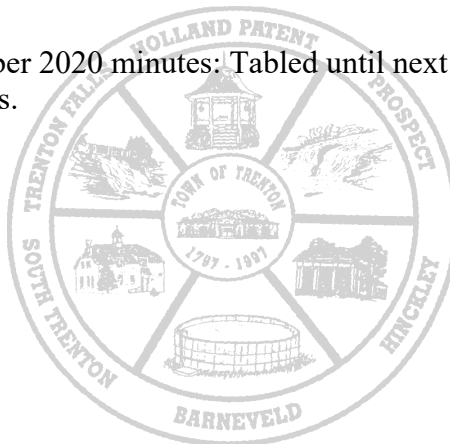 ber 2020 minutes: Tabled until next
s.
HOLLAND PATENT
PROSPECT
HINCKLEY
BARNEVELD
SOUTH TRENTON
TRENTON FALLS
TOWN OF TRENTON
1797 - 1997